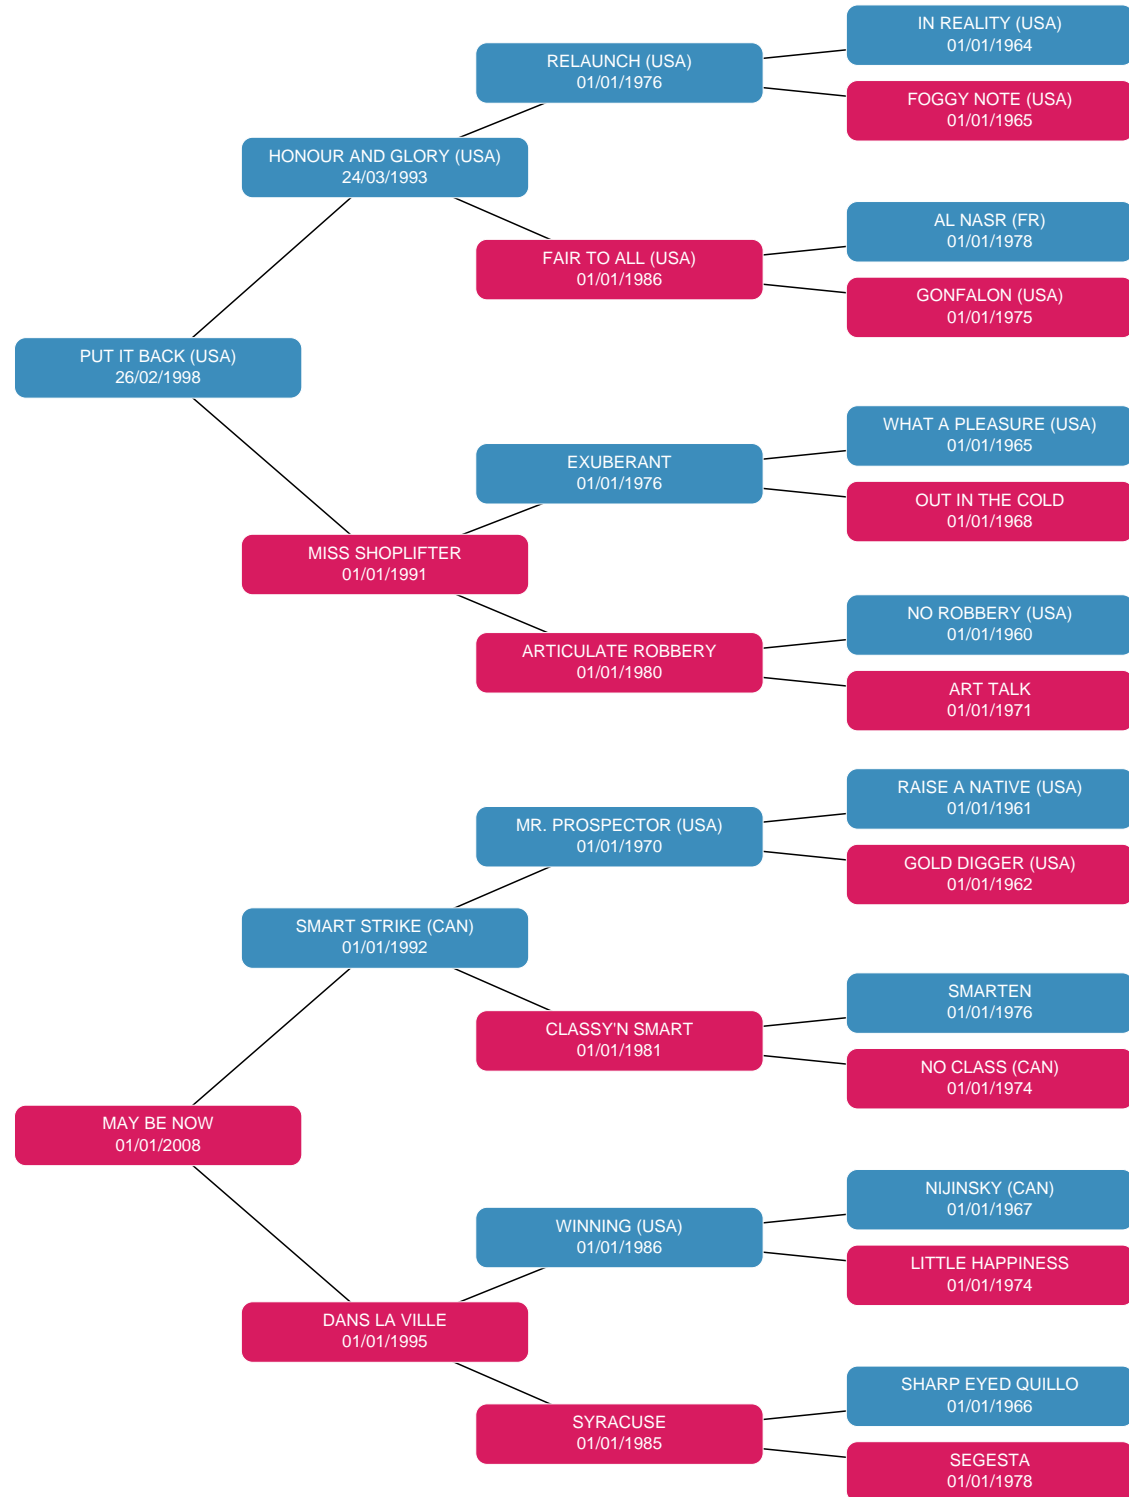 IN REALITY (USA)
01/01/1964
RELAUNCH (USA)
01/01/1976
FOGGY NOTE (USA)
01/01/1965
HONOUR AND GLORY (USA)
24/03/1993
AL NASR (FR)
01/01/1978
FAIR TO ALL (USA)
01/01/1986
GONFALON (USA)
01/01/1975
PUT IT BACK (USA)
26/02/1998
WHAT A PLEASURE (USA)
01/01/1965
EXUBERANT
01/01/1976
OUT IN THE COLD
01/01/1968
MISS SHOPLIFTER
01/01/1991
NO ROBBERY (USA)
01/01/1960
ARTICULATE ROBBERY
01/01/1980
ART TALK
01/01/1971
RAISE A NATIVE (USA)
01/01/1961
MR. PROSPECTOR (USA)
01/01/1970
GOLD DIGGER (USA)
01/01/1962
SMART STRIKE (CAN)
01/01/1992
SMARTEN
01/01/1976
CLASSY'N SMART
01/01/1981
NO CLASS (CAN)
01/01/1974
MAY BE NOW
01/01/2008
NIJINSKY (CAN)
01/01/1967
WINNING (USA)
01/01/1986
LITTLE HAPPINESS
01/01/1974
DANS LA VILLE
01/01/1995
SHARP EYED QUILLO
01/01/1966
SYRACUSE
01/01/1985
SEGESTA
01/01/1978